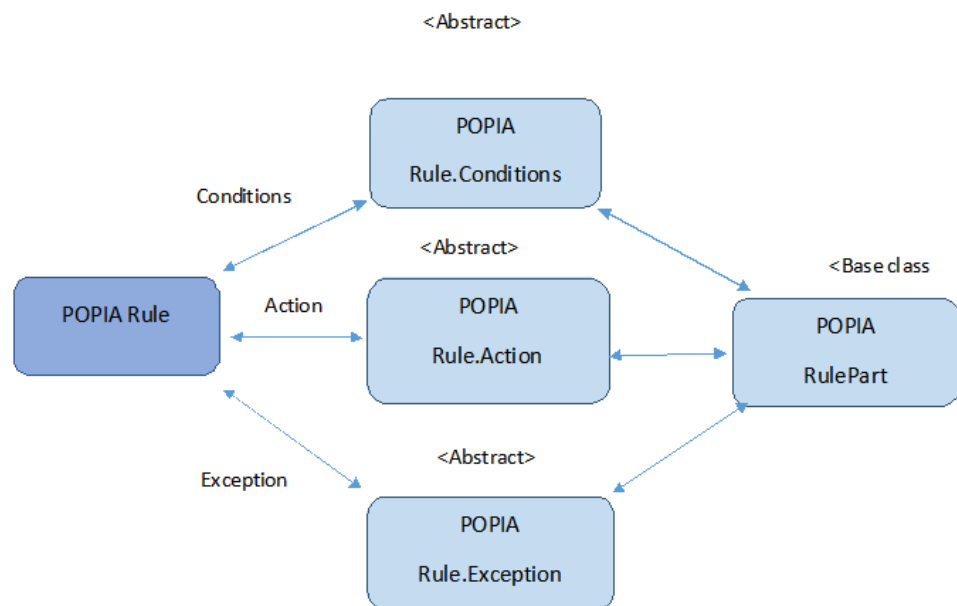 <Abstract>
POPIA
Rule.Conditions
Conditions
<Abstract>
<Base class
POPIA Rule
Action
POPIA
Rule.Action
POPIA
RulePart
<Abstract>
Exception
POPIA
Rule.Exception